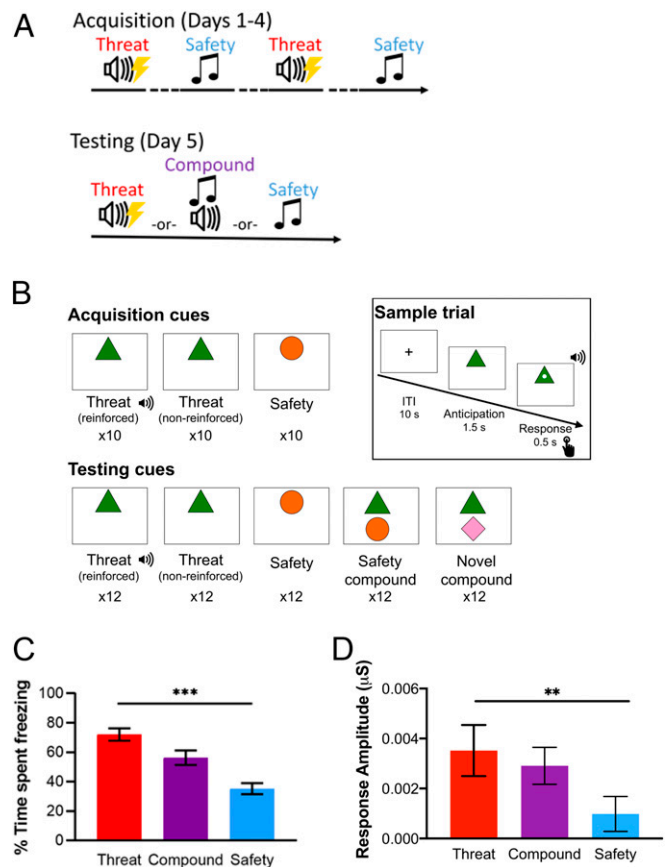 A
Acquisition (Days 1-4)
Threat Safety Threat Safety
Testing (Day 5)
Compound
Threat Safety
-or- -or-
B
Acquisition cues
Threat Threat Safety
(reinforced) (non-reinforced)
x10 x10 x10
Sample trial
+
ITI
10 s
Anticipation
1.5 s
Response
0.5 s
Testing cues
Threat Threat Safety Safety Novel
(reinforced) (non-reinforced) compound compound
x12 x12 x12 x12 x12
C
% Time spent freezing
100
80
60
40
20
0
***
Threat Compound Safety
D
Response Amplitude (µS)
0.006
0.004
0.002
0.000
**
Threat Compound Safety